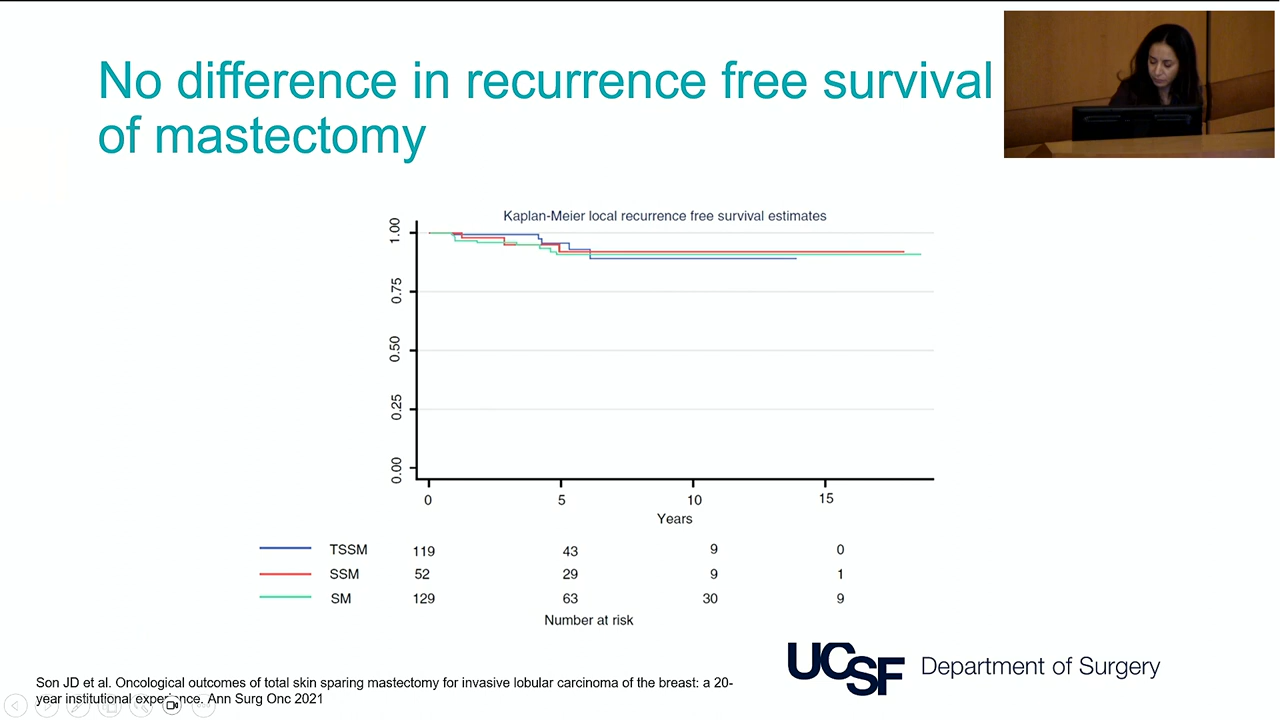 No difference in recurrence free survival
of mastectomy
Kaplan-Meier local recurrence free survival estimates
1.00
0.75
0.50
0.25
0.00
0 5 10 15
Years
TSSM 119 43 9 0
SSM 52 29 9 1
SM 129 63 30 9
Number at risk
UCSF Department of Surgery
Son JD et al. Oncological outcomes of total skin sparing mastectomy for invasive lobular carcinoma of the breast: a 20-
year institutional experience. Ann Surg Onc 2021